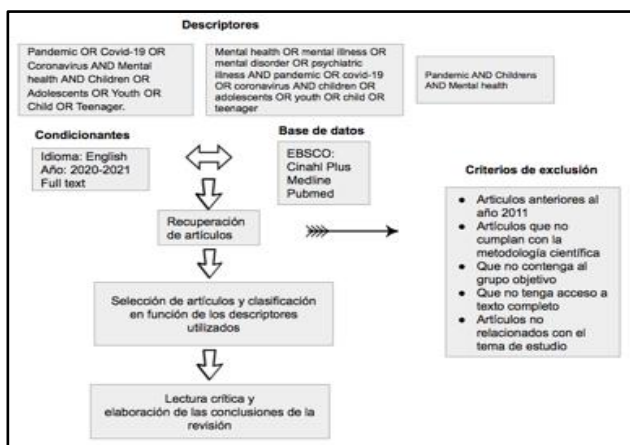 Descriptores
Pandemic OR Covid-19 OR
Coronavirus AND Mental
health AND Children OR
Adolescents OR Youth OR
Child OR Teenager.
Mental health OR mental illness OR
mental disorder OR psychiatric
illness AND pandemic OR covid-19
OR coronavirus AND children OR
adolescents OR youth OR child OR
teenager
Pandemic AND Childrens
AND Mental health
Condicionantes
Idioma: English
Año: 2020-2021
Full text
Base de datos
EBSCO:
Cinahl Plus
Medline
Pubmed
Recuperación
de artículos
Selección de artículos y clasificación
en función de los descriptores
utilizados
Lectura crítica y
elaboración de las conclusiones de la
revisión
Criterios de exclusión
● Articulos anteriores al
año 2011
● Artículos que no
cumplan con la
metodología científica
● Que no contenga al
grupo objetivo
● Que no tenga acceso a
texto completo
● Artículos no
relacionados con el
tema de estudio